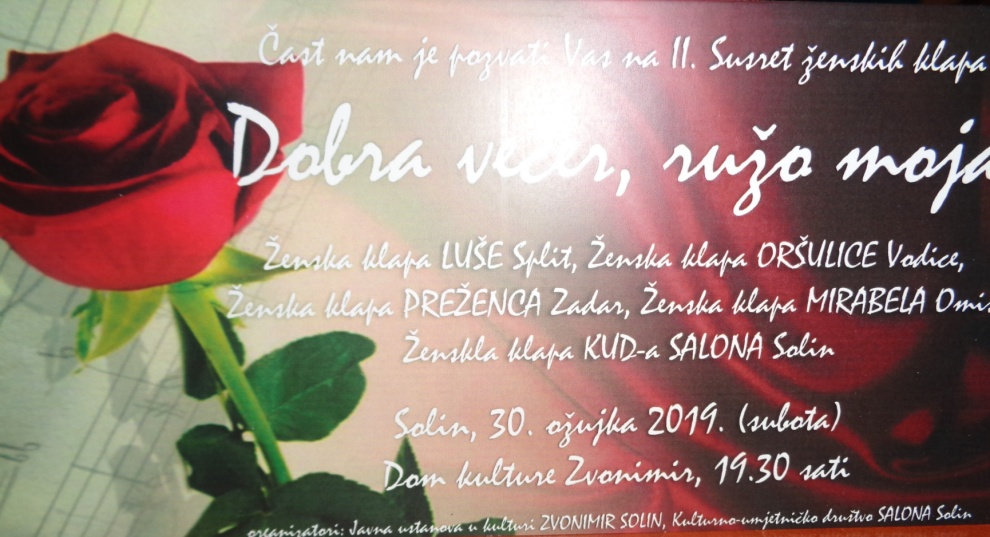 Čast nam je pozvati Vas na II. Susret ženskih klapa
Dobra večer, ružo moja
Ženska klapa LUŠE Split, Ženska klapa ORŠULICE Vodice,
Ženska klapa PREŽENCA Zadar, Ženska klapa MIRABELA Omiš
Ženskla klapa KUD-a SALONA Solin
Solin, 30. ožujka 2019. (subota)
Dom kulture Zvonimir, 19.30 sati
organizatori: Javna ustanova u kulturi ZVONIMIR SOLIN, Kulturno-umjetničko društvo SALONA Solin